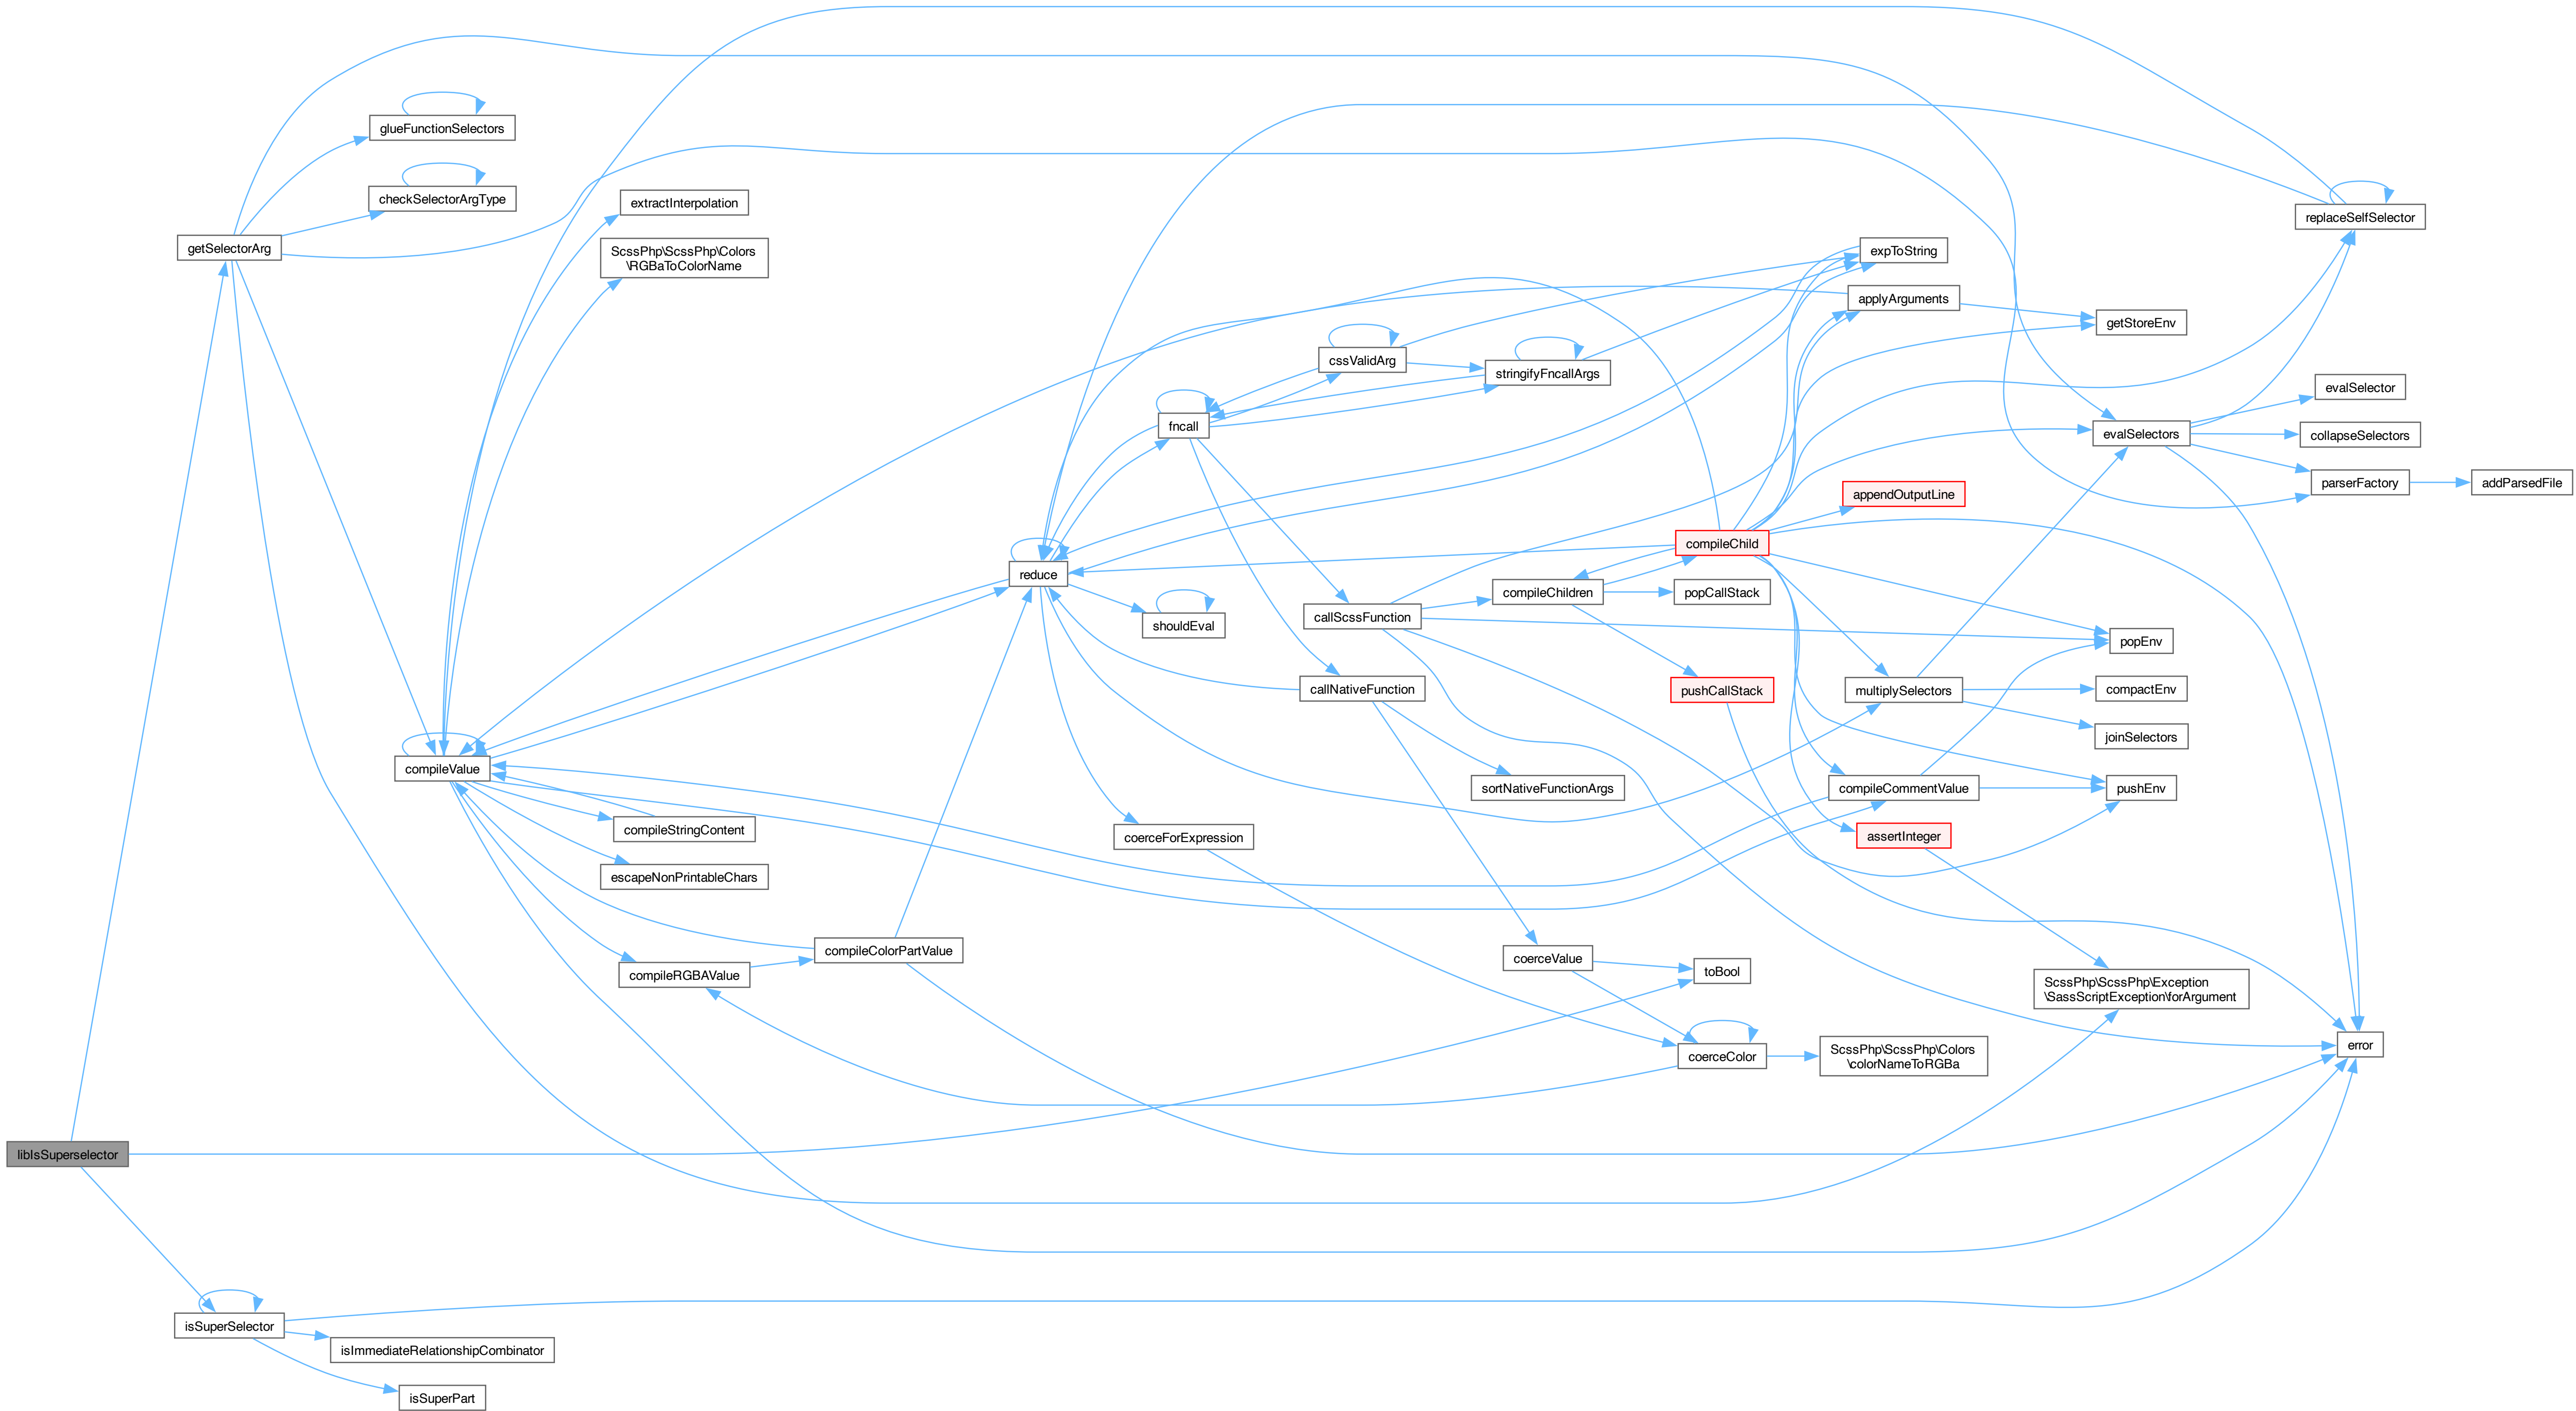 glueFunctionSelectors
checkSelectorArgType
extractInterpolation
replaceSelfSelector
getSelectorArg
ScssPhp\ScssPhp\Colors
\RGBaToColorName
expToString
applyArguments
getStoreEnv
cssValidArg
stringifyFncallArgs
evalSelector
fncall
evalSelectors
collapseSelectors
parserFactory
addParsedFile
appendOutputLine
compileChild
reduce
compileChildren
popCallStack
callScssFunction
shouldEval
popEnv
callNativeFunction
pushCallStack
multiplySelectors
compactEnv
joinSelectors
compileValue
sortNativeFunctionArgs
compileCommentValue
pushEnv
compileStringContent
coerceForExpression
assertInteger
escapeNonPrintableChars
compileColorPartValue
coerceValue
compileRGBAValue
toBool
ScssPhp\ScssPhp\Exception
\SassScriptException\forArgument
error
coerceColor
ScssPhp\ScssPhp\Colors
\colorNameToRGBa
libIsSuperselector
isSuperSelector
isImmediateRelationshipCombinator
isSuperPart